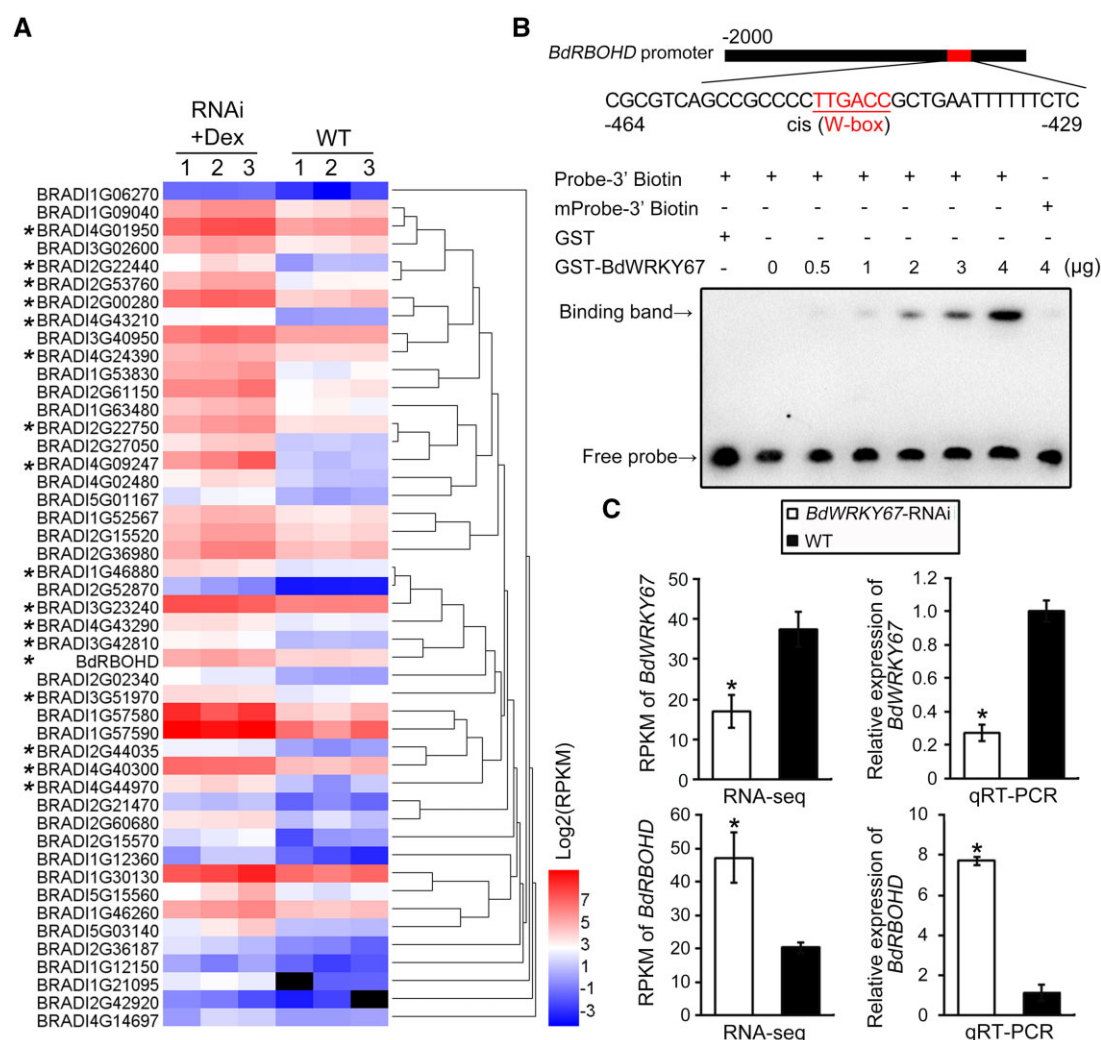 A
RNAi
+Dex
WT
1 2 3 1 2 3
BRADI1G06270
BRADI1G09040
*BRADI4G01950
BRADI3G02600
*BRADI2G22440
*BRADI2G53760
*BRADI2G00280
*BRADI4G43210
BRADI3G40950
*BRADI4G24390
BRADI1G53830
BRADI2G61150
BRADI1G63480
*BRADI2G22750
BRADI2G27050
*BRADI4G09247
BRADI4G02480
BRADI5G01167
BRADI1G52567
BRADI2G15520
BRADI2G36980
*BRADI1G46880
BRADI2G52870
*BRADI3G23240
*BRADI4G43290
*BRADI3G42810
* BdRBOHD
BRADI2G02340
*BRADI3G51970
BRADI1G57580
BRADI1G57590
*BRADI2G44035
*BRADI4G40300
*BRADI4G44970
BRADI2G21470
BRADI2G60680
BRADI2G15570
BRADI1G12360
BRADI1G30130
BRADI5G15560
BRADI1G46260
BRADI5G03140
BRADI2G36187
BRADI1G12150
BRADI1G21095
BRADI2G42920
BRADI4G14697
Log2(RPKM)
7
5
3
1
-1
-3
B
-2000
BdRBOHD promoter
CGCGTCAGCCGCCCCTTGACCGCTGAATTTTTTCTC
-464 cis (W-box) -429
Probe-3' Biotin + + + + + + + -
mProbe-3' Biotin - - - - - - - +
GST + - - - - - - -
GST-BdWRKY67 - 0 0.5 1 2 3 4 4 (μg)
Binding band→
Free probe→
C
BdWRKY67-RNAi
WT
RPKM of BdWRKY67
50
40
30
20
10
0
*
RNA-seq
Relative expression of
BdWRKY67
1.2
1.0
0.8
0.6
0.4
0.2
0
*
qRT-PCR
RPKM of BdRBOHD
60
50
40
30
20
10
0
*
RNA-seq
Relative expression of
BdRBOHD
10
8
6
4
2
0
*
qRT-PCR